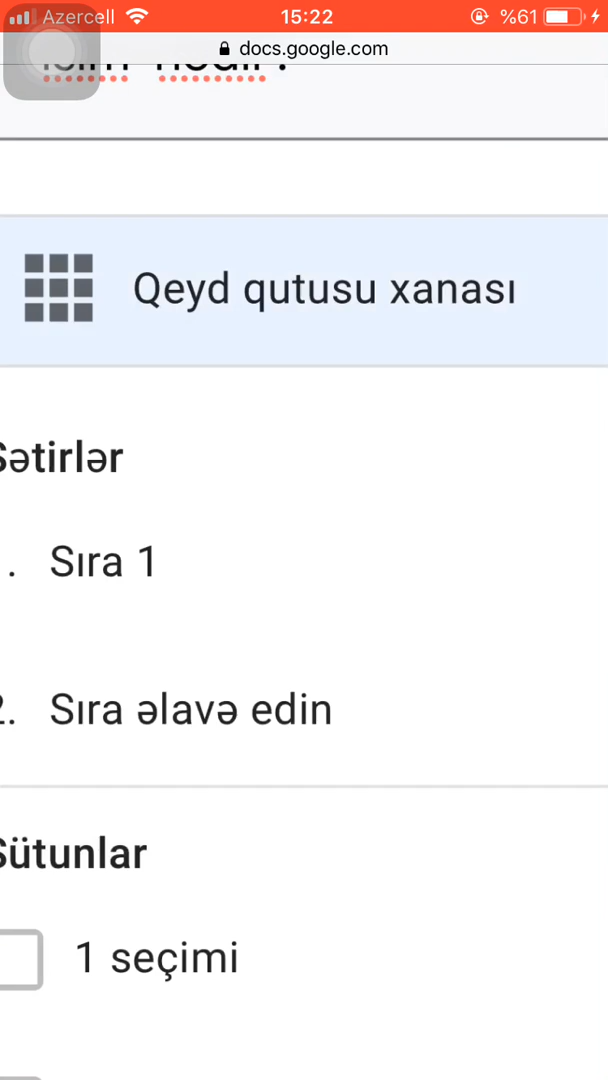 Azercell 15:22 %61
docs.google.com
Qeyd qutusu xanası
Sətirlər
Sıra 1
2. Sıra əlavə edin
Sütunlar
1 seçimi